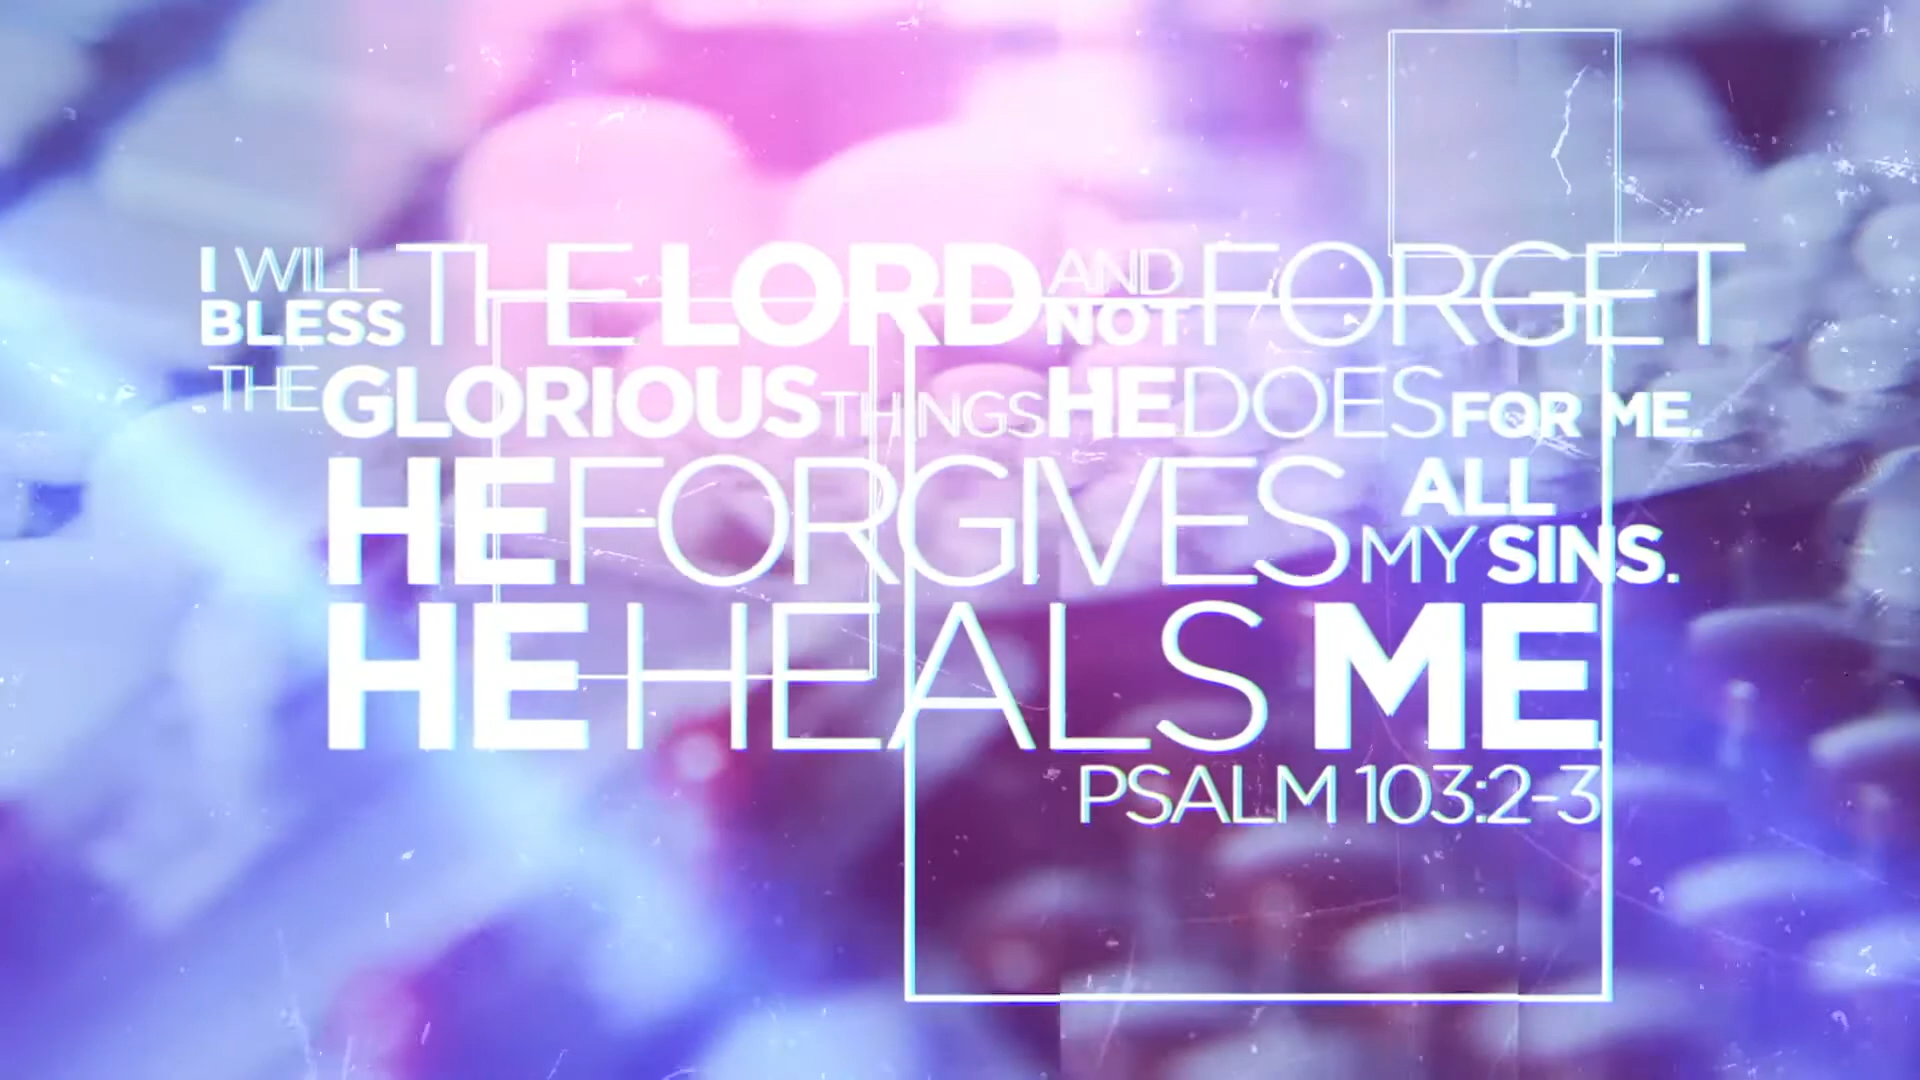 I WILL BLESS THE LORD AND NOT FORGET
THE GLORIOUS THINGS HE DOES FOR ME.
HE FORGIVES ALL MY SINS.
HE HEALS ME
PSALM 103:2-3